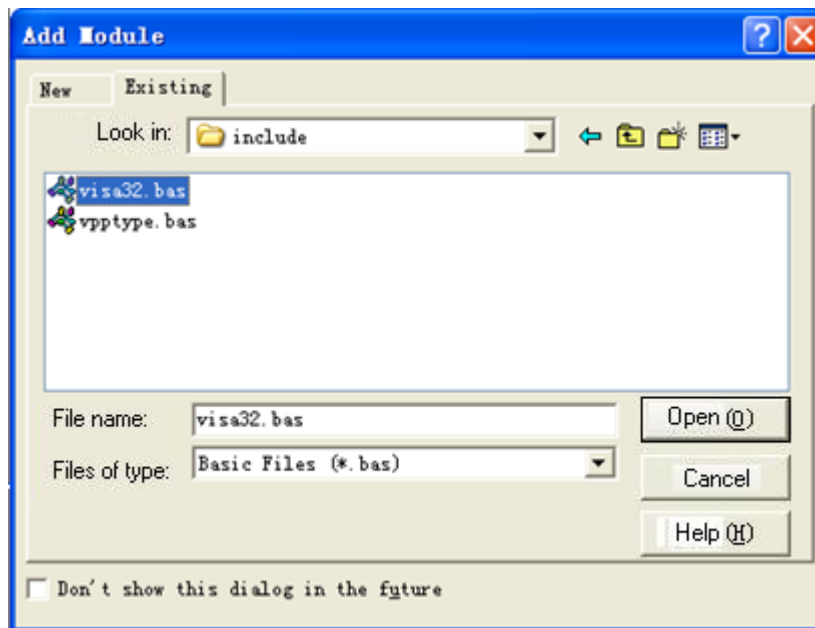 Add Module
New Existing
Look in: include
visa32.bas
vpptype.bas
File name: visa32.bas Open (O)
Files of type: Basic Files (*.bas)
Cancel
Help (H)
Don't show this dialog in the future